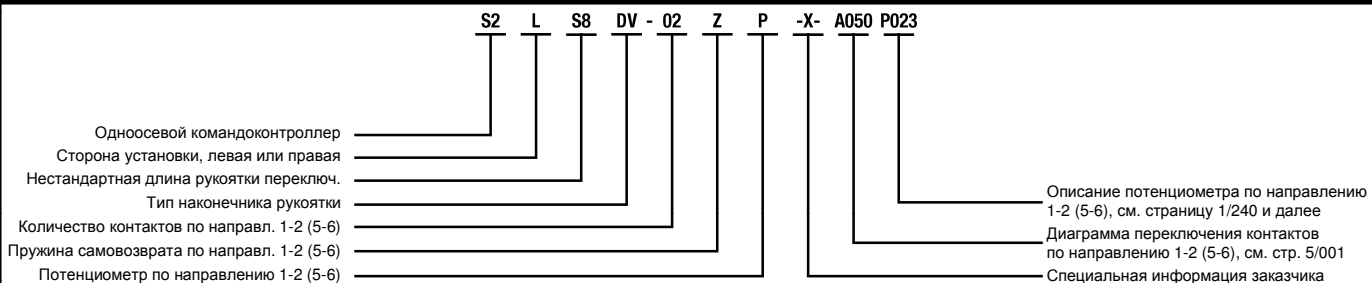 S2 L S8 DV - 02 Z P -X- A050 P023
Одноосевой командоконтроллер
Сторона установки, левая или правая
Нестандартная длина рукоятки переключ.
Тип наконечника рукоятки
Количество контактов по направл. 1-2 (5-6)
Пружина самовозврата по направл. 1-2 (5-6)
Потенциометр по направлению 1-2 (5-6)
Описание потенциометра по направлению
1-2 (5-6), см. страницу 1/240 и далее
Диаграмма переключения контактов
по направлению 1-2 (5-6), см. стр. 5/001
Специальная информация заказчика